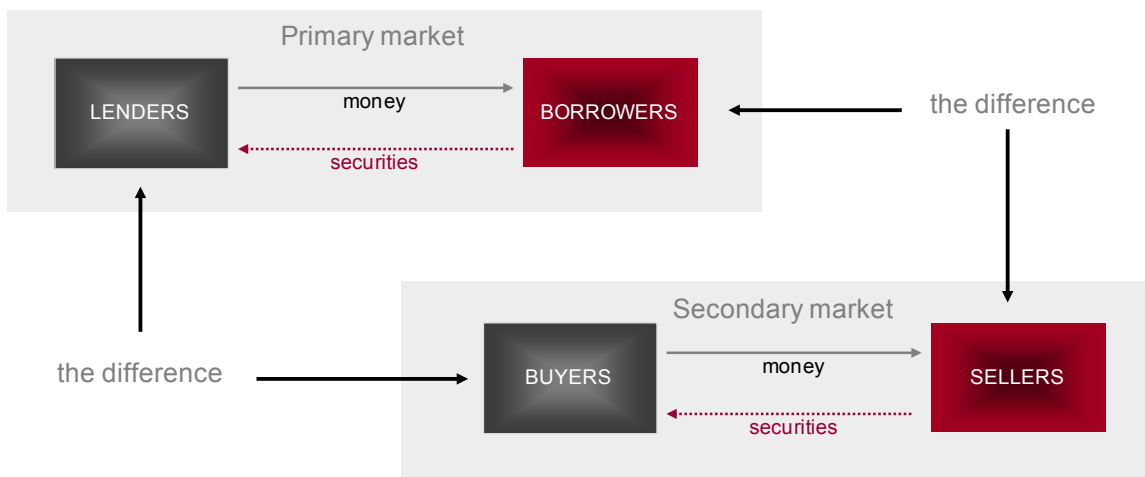 Primary market
LENDERS
money
BORROWERS
securities
the difference
Secondary market
BUYERS
money
SELLERS
securities
the difference